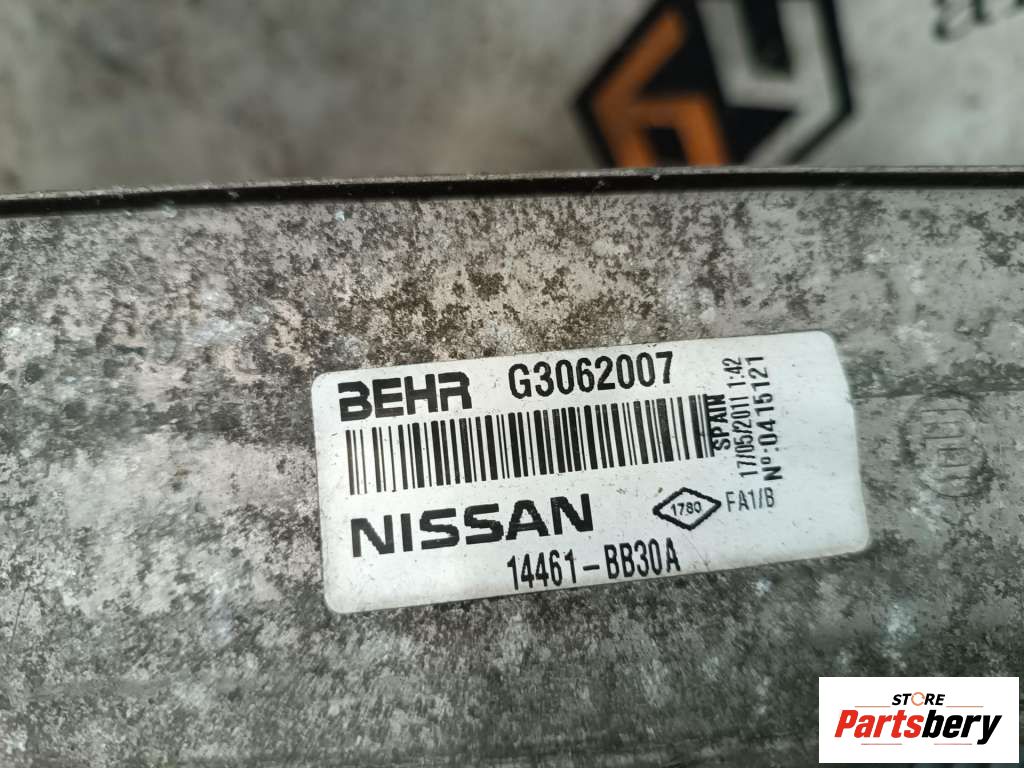 BEHR G3062007
SPAIN
17/05/2011 1:42
Nº:0415121
NISSAN
1780
FA1/B
14461-BB30A
STORE
Partsbery